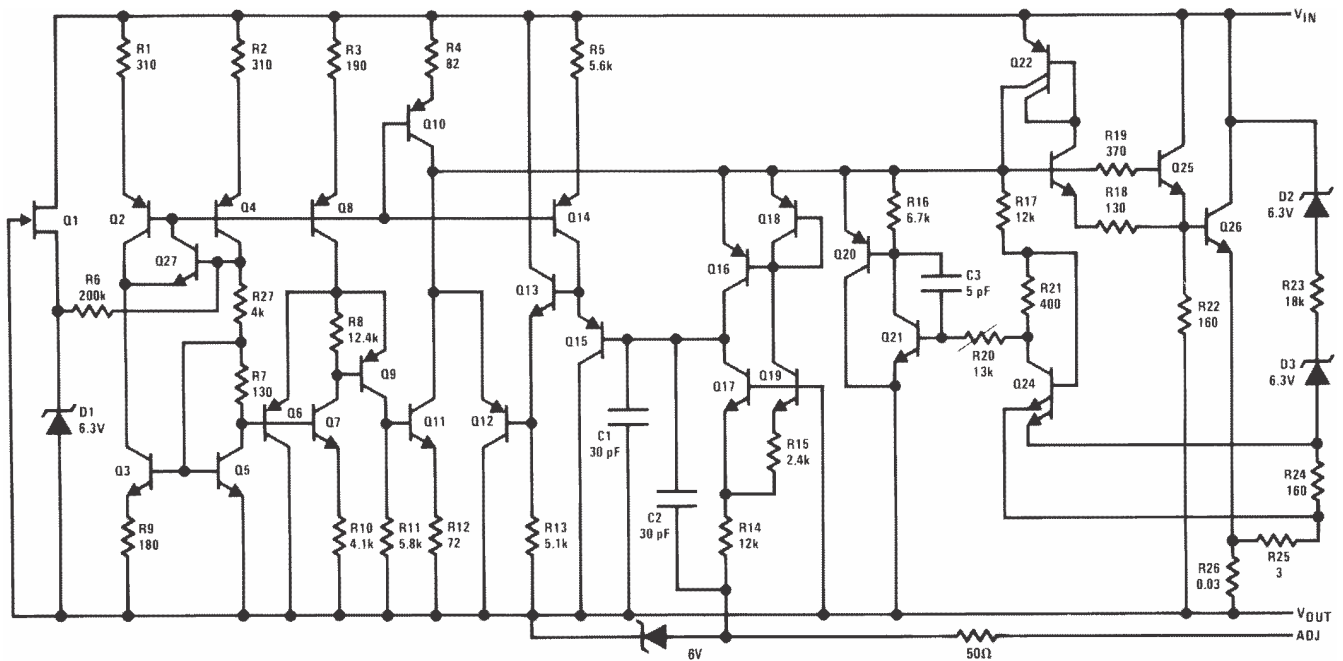 V_IN
R1
310
R2
310
R3
190
R4
82
R5
5.6k
Q22
Q10
R19
370
Q25
Q1
Q2
Q4
Q8
Q14
Q18
R16
6.7k
R17
12k
R18
130
Q26
D2
6.3V
Q27
R6
200k
R27
4k
Q13
Q16
Q20
C3
5 pF
R21
400
R22
160
R23
18k
R8
12.4k
Q15
Q21
R20
13k
D3
6.3V
R7
130
Q9
Q17
Q19
Q24
D1
6.3V
Q6
Q7
Q11
Q12
C1
30 pF
R15
2.4k
Q3
Q5
R24
160
R9
180
R10
4.1k
R11
5.8k
R12
72
R13
5.1k
C2
30 pF
R14
12k
R26
0.03
R25
3
V_OUT
6V
50Ω
ADJ